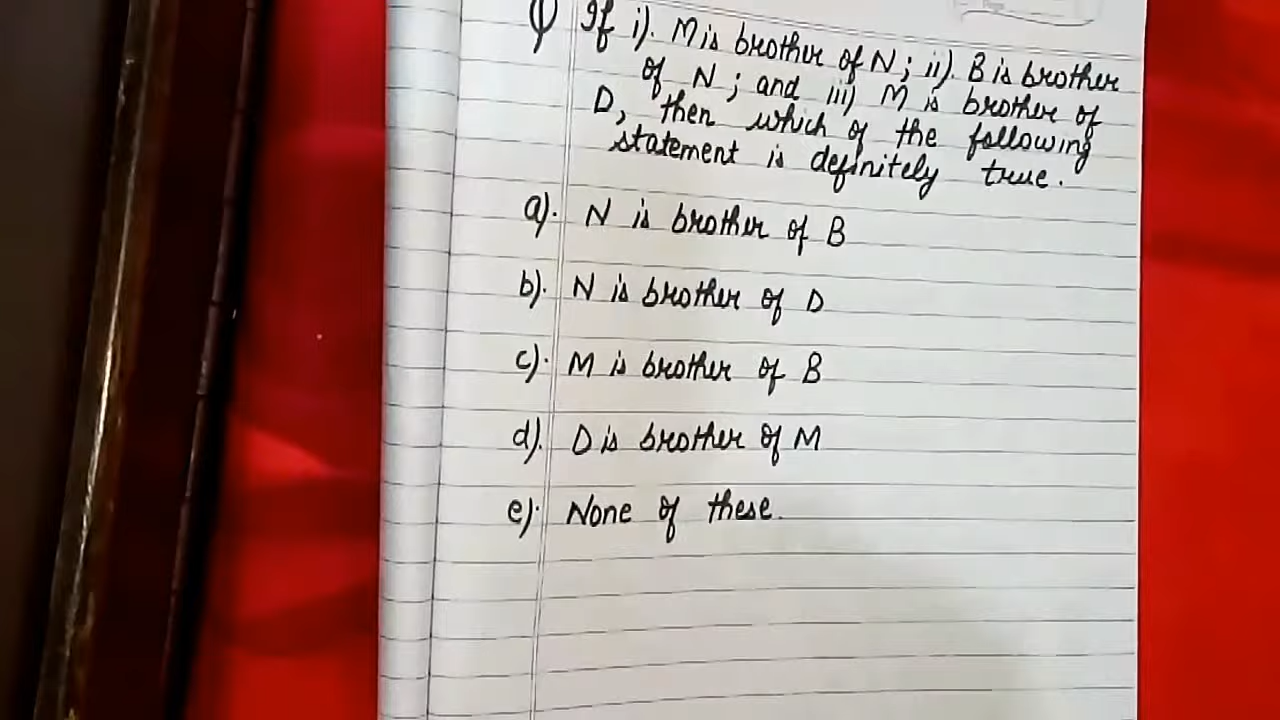 Q If i). M is brother of N; ii). B is brother
of N; and iii) M is brother of
D, then which of the following
statement is definitely true.
a). N is brother of B
b). N is brother of D
c). M is brother of B
d). D is brother of M
e). None of these.